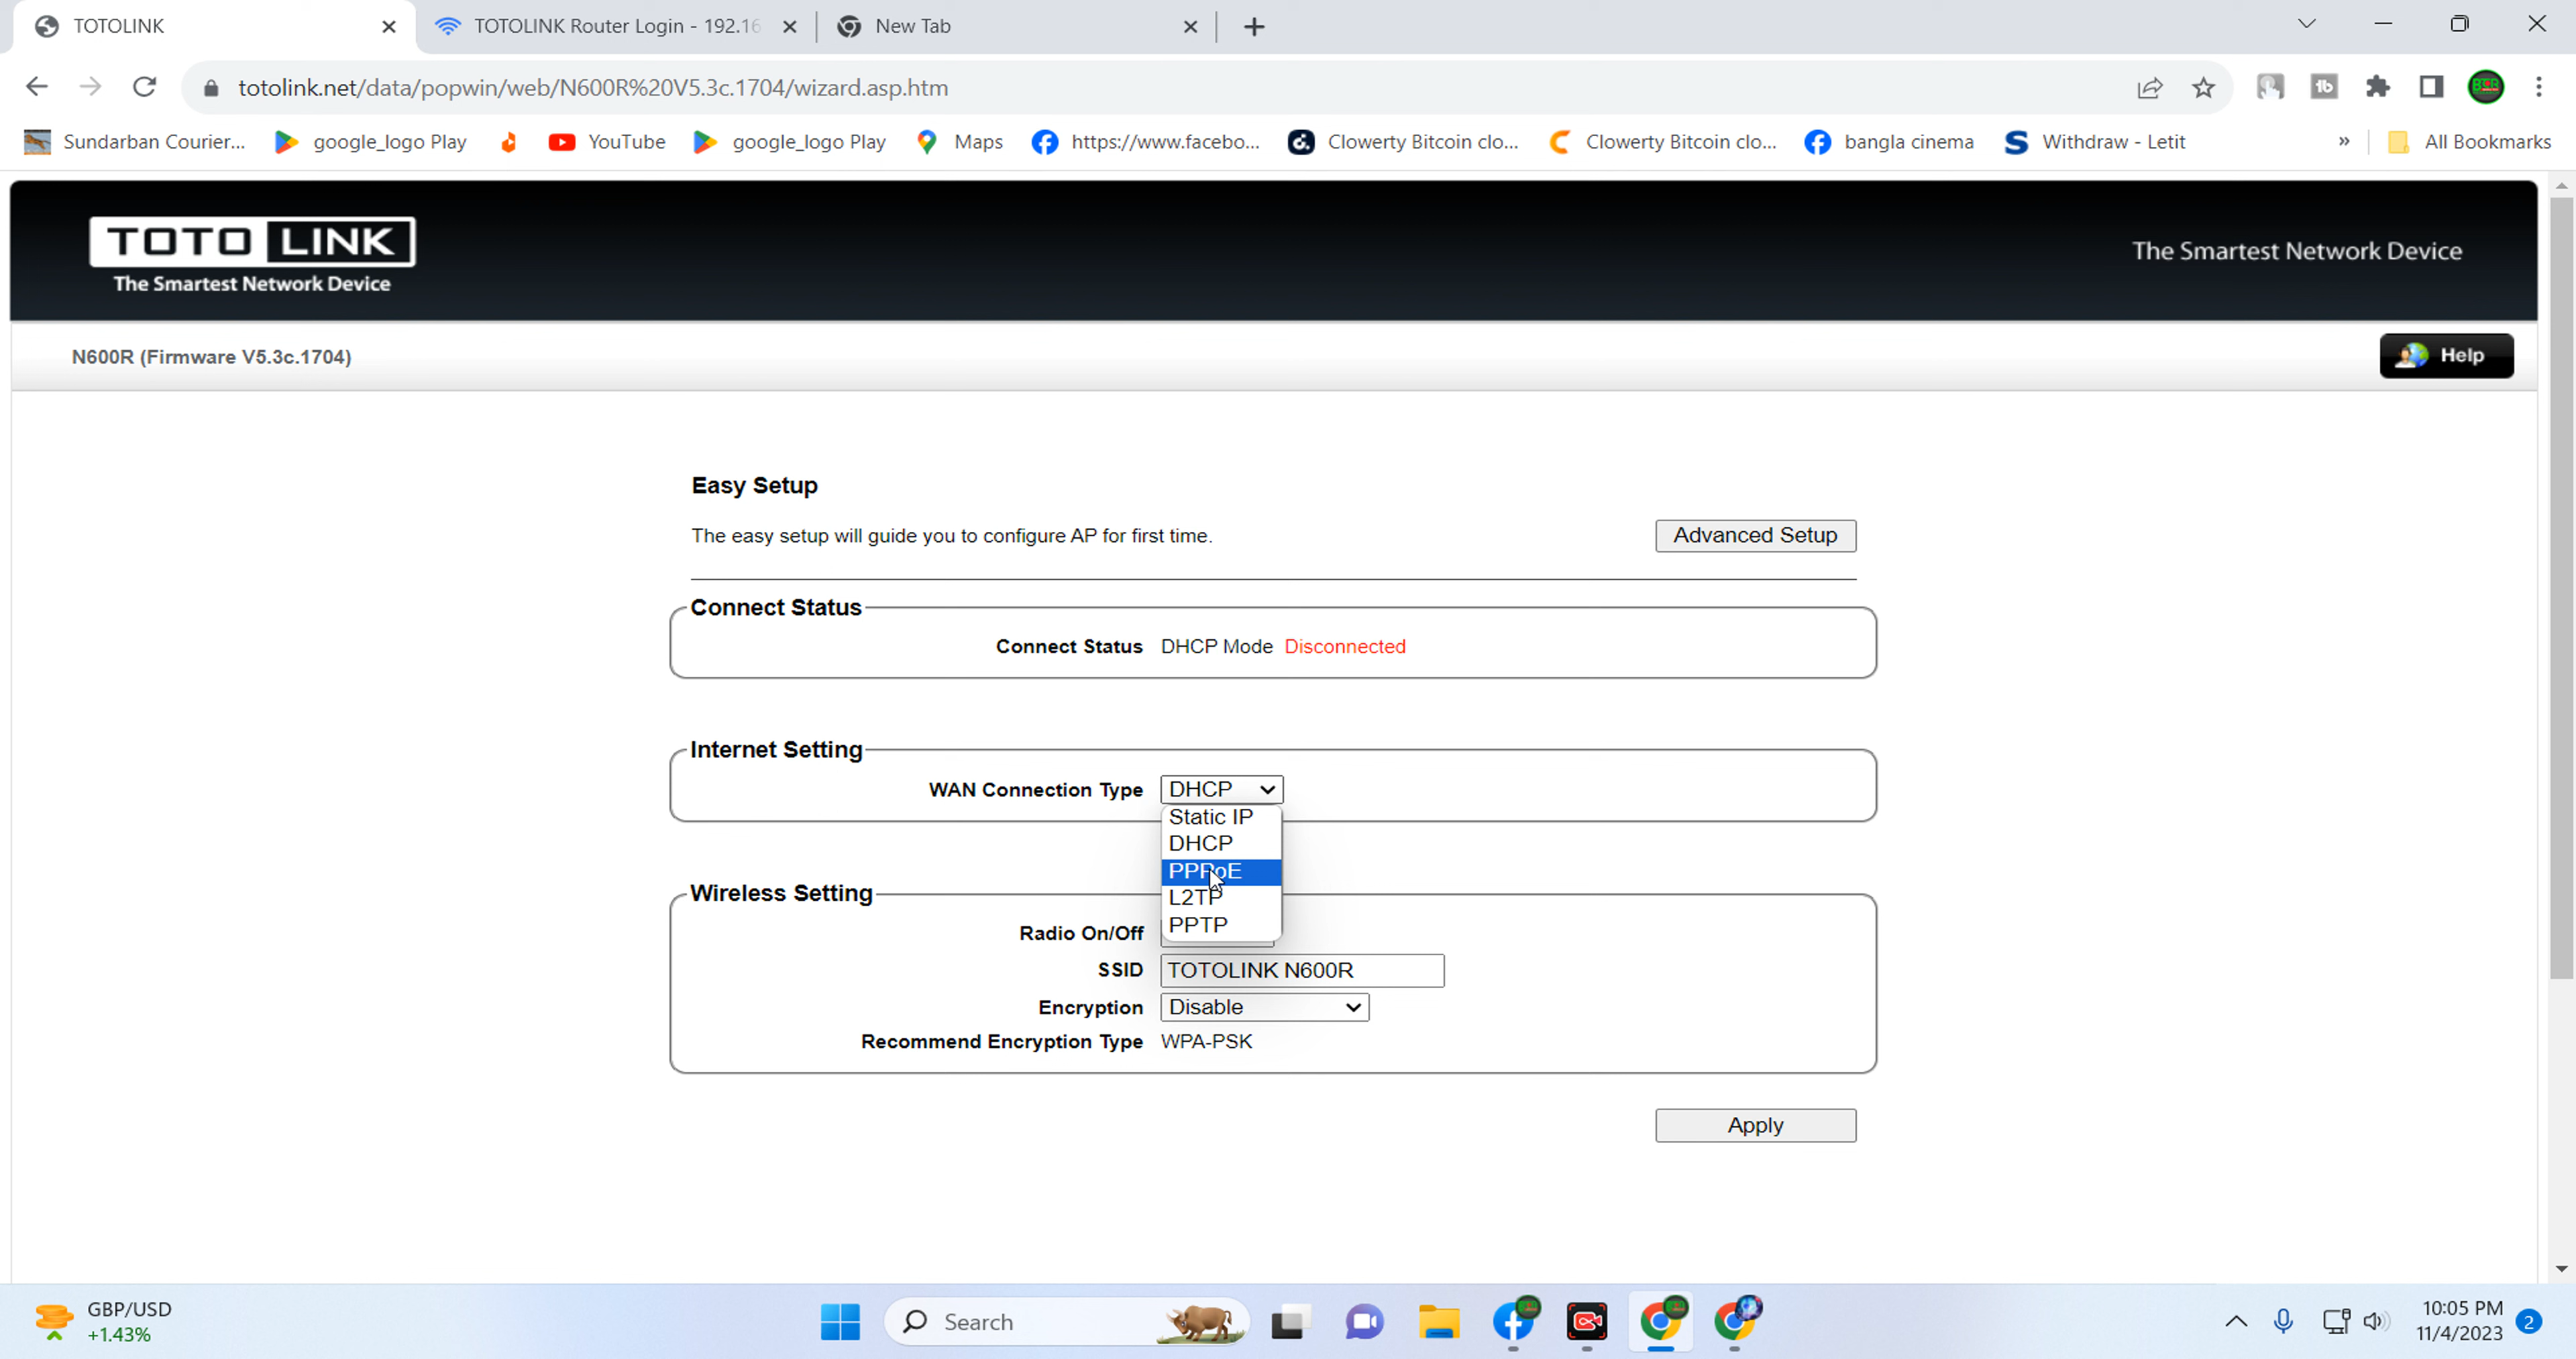 TOTOLINK
TOTOLINK Router Login - 192.16
New Tab
totolink.net/data/popwin/web/N600R%20V5.3c.1704/wizard.asp.htm
Sundarban Courier...
google_logo Play
YouTube
google_logo Play
Maps
https://www.facebo...
Clowerty Bitcoin clo...
Clowerty Bitcoin clo...
bangla cinema
Withdraw - Letit
»
All Bookmarks
TOTO LINK
The Smartest Network Device
The Smartest Network Device
N600R (Firmware V5.3c.1704)
Help
Easy Setup
The easy setup will guide you to configure AP for first time.
Advanced Setup
Connect Status
Connect Status DHCP Mode Disconnected
Internet Setting
WAN Connection Type DHCP
Static IP
DHCP
PPPoE
L2TP
PPTP
Wireless Setting
Radio On/Off
SSID TOTOLINK N600R
Encryption Disable
Recommend Encryption Type WPA-PSK
Apply
GBP/USD
+1.43%
Search
10:05 PM
11/4/2023
2